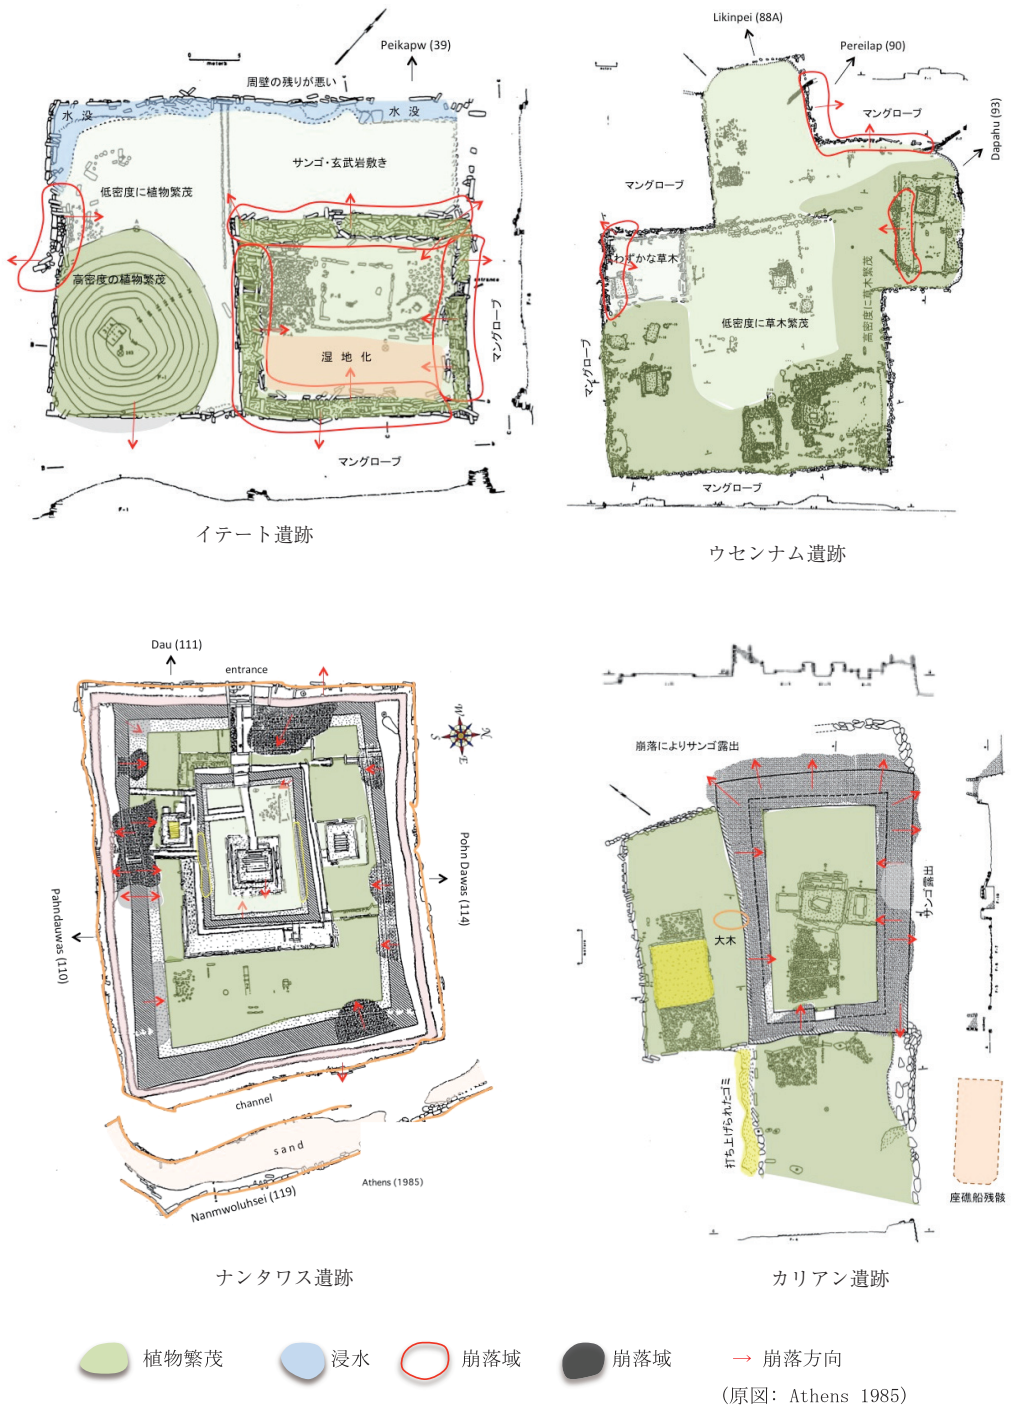 Peikapw (39)
周壁の残りが悪い
水 没
水 没
サンゴ・玄武岩敷き
低密度に植物繁茂
高密度の植物繁茂
entrance
湿 地 化
マングローブ
マングローブ
イテート遺跡
Likinpei (88A)
Pereilap (90)
マングローブ
Dapahu (93)
マングローブ
わずかな草木
低密度に草木繁茂
高密度に草木繁茂
マングローブ
マングローブ
ウセンナム遺跡
Dau (111)
entrance
W
S
N
E
Pohn Dawas (114)
Pahndauwas (110)
channel
sand
Athens (1985)
Nanmwoluhsei (119)
ナンタワス遺跡
崩落によりサンゴ露出
サンゴ露出
大木
打ち上げられたゴミ
座礁船残骸
カリアン遺跡
植物繁茂
浸水
崩落域
崩落域
→ 崩落方向
(原図: Athens 1985)